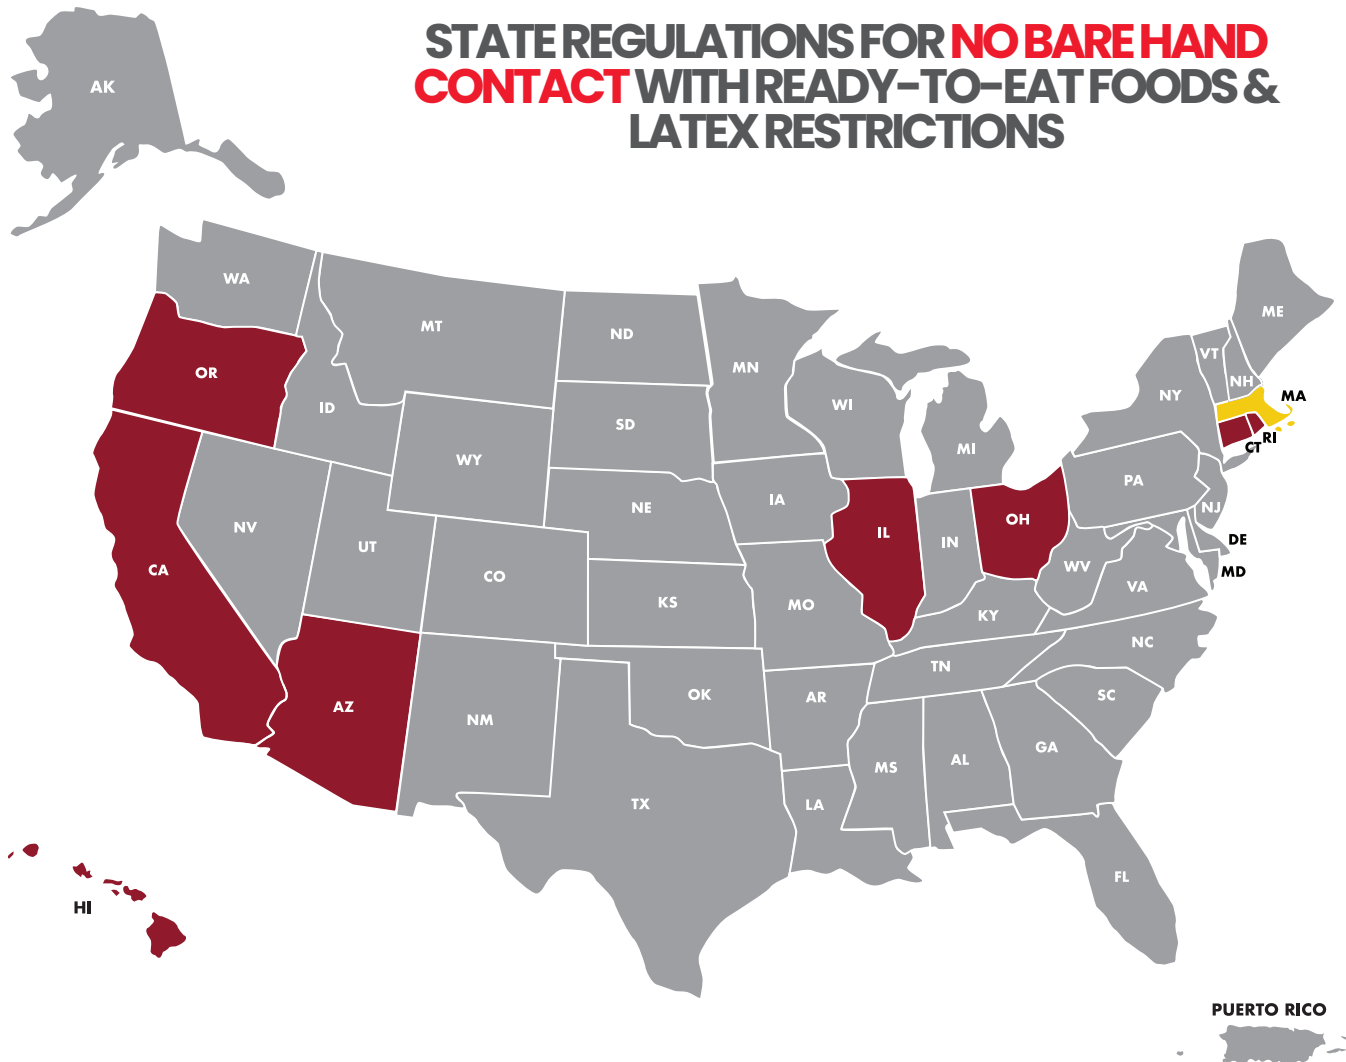 STATE REGULATIONS FOR NO BARE HAND
CONTACT WITH READY-TO-EAT FOODS &
LATEX RESTRICTIONS
AK
WA
MT
ND
MN
ME
VT
NH
OR
ID
SD
WI
MI
NY
MA
RI
CT
WY
NE
IA
PA
NJ
NV
UT
CO
IL
IN
OH
DE
MD
WV
VA
CA
KS
MO
KY
NC
AZ
NM
OK
AR
TN
SC
TX
LA
MS
AL
GA
FL
HI
PUERTO RICO